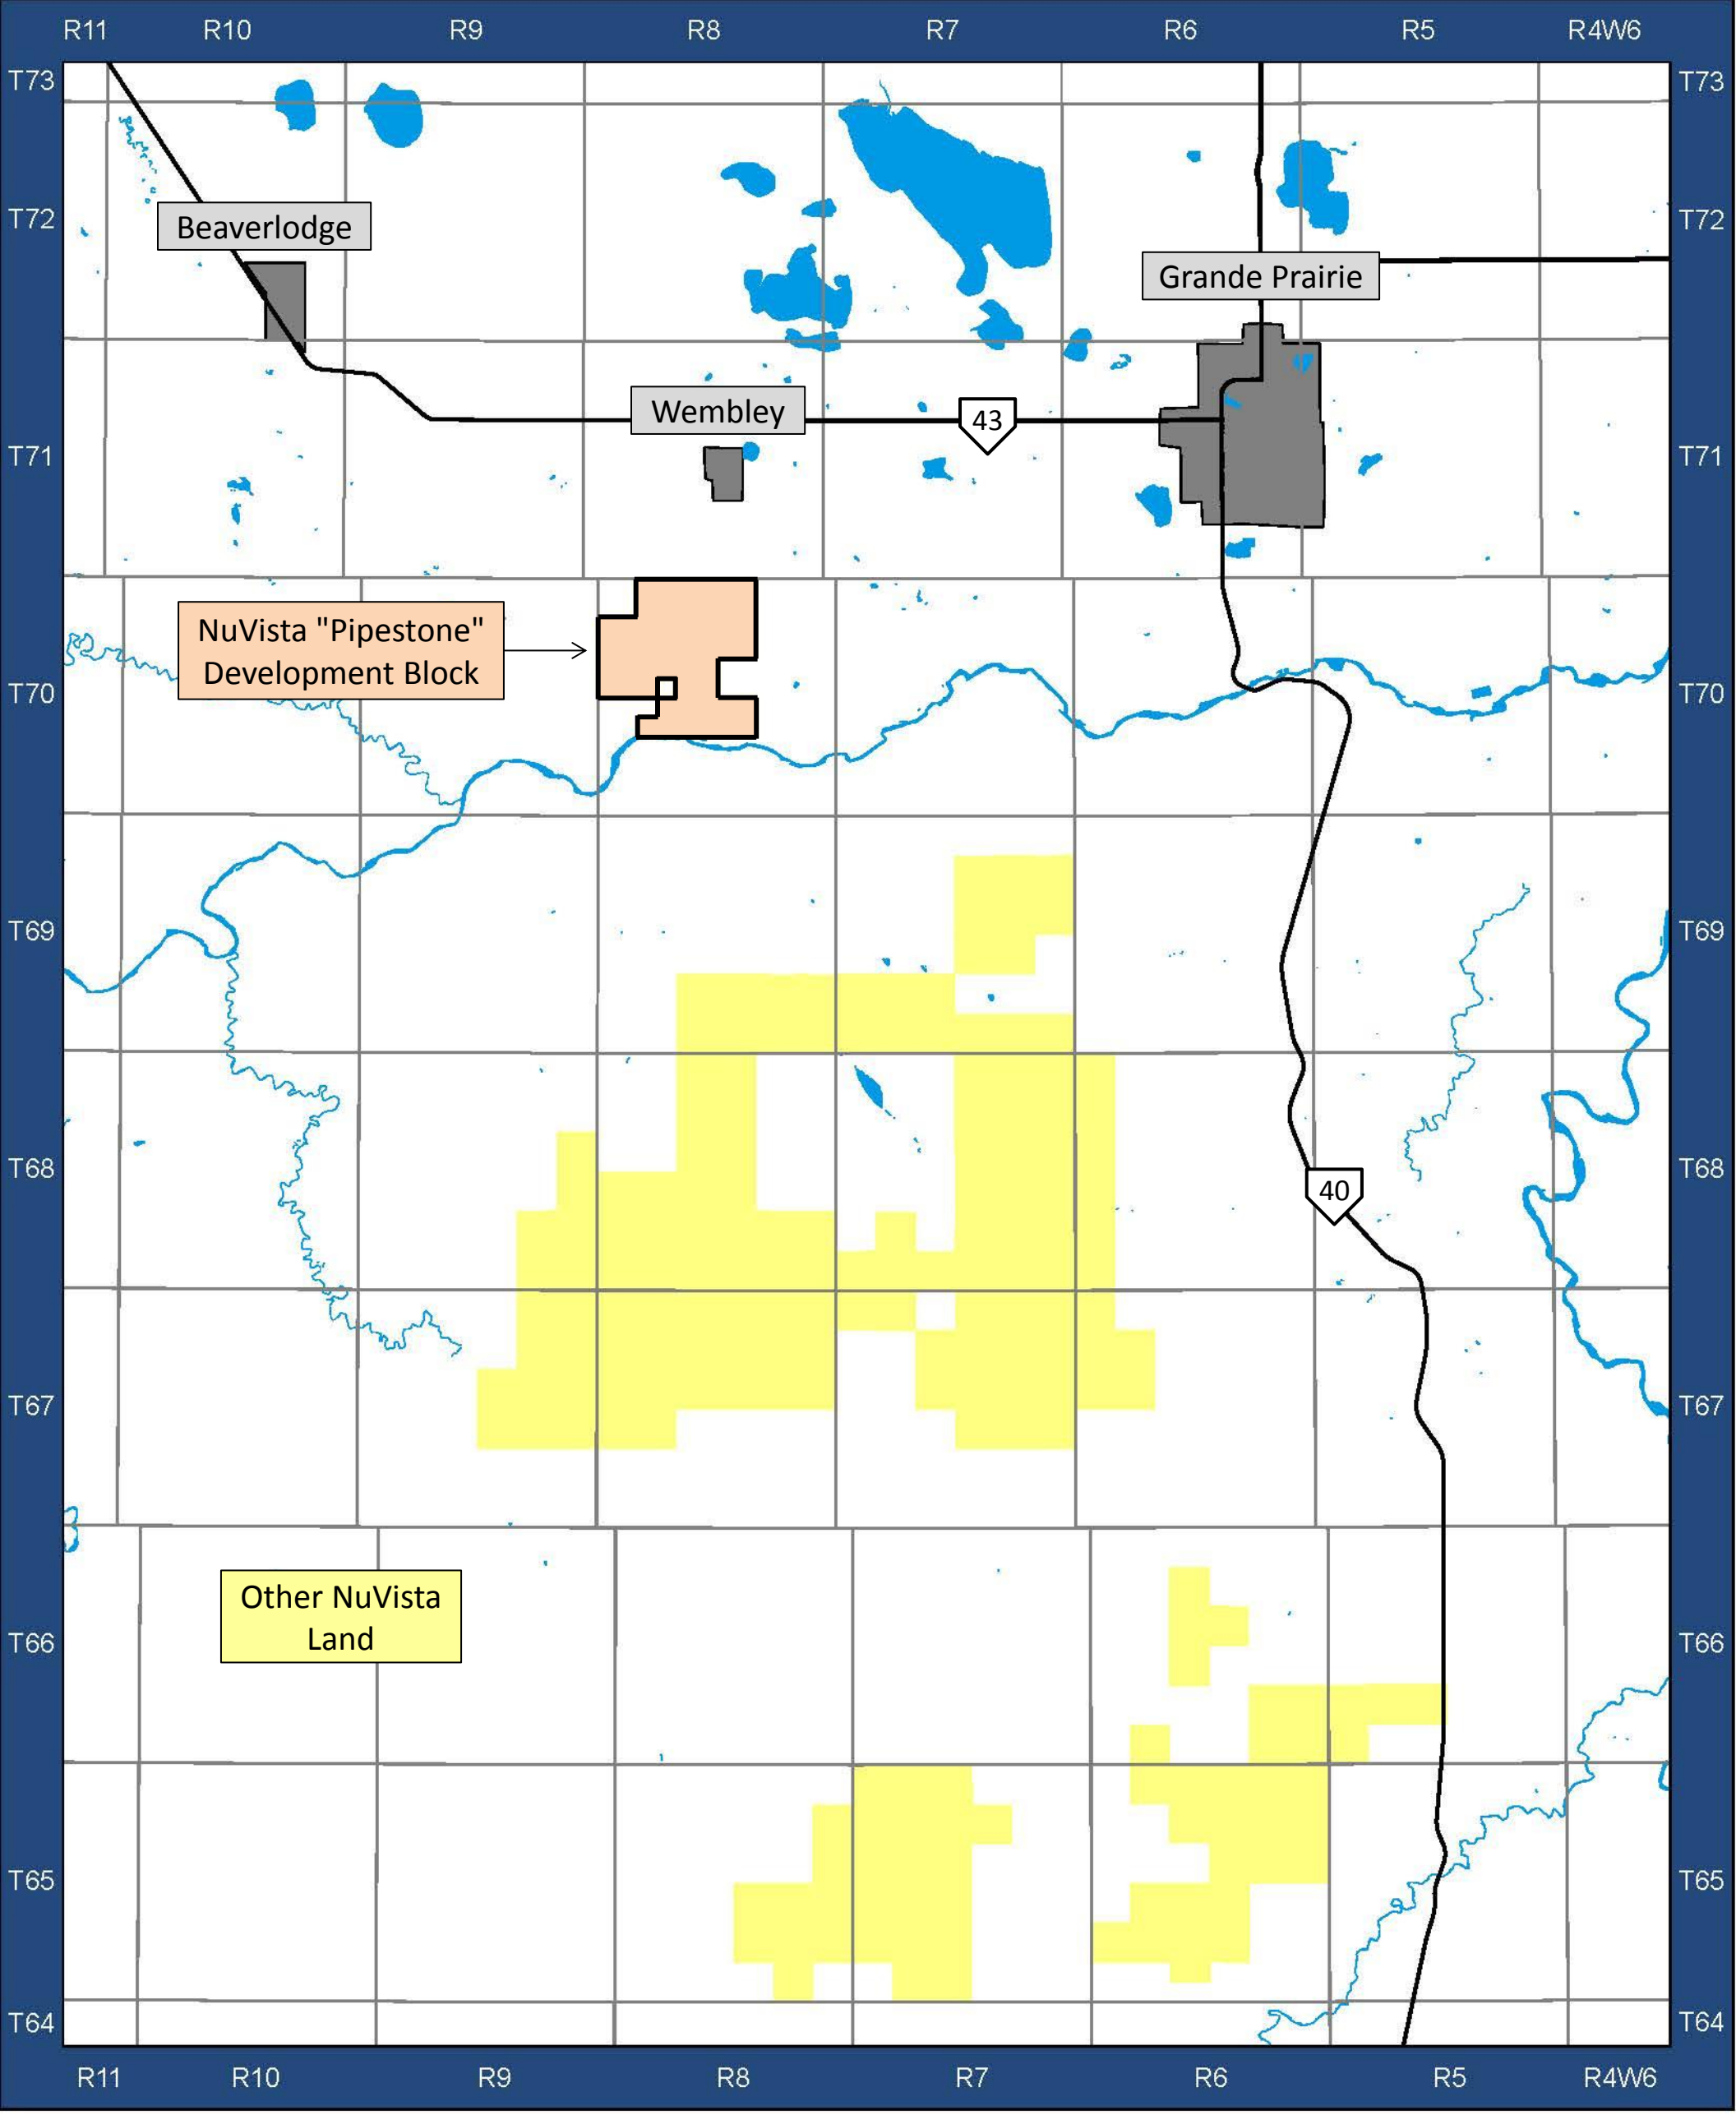 R11 R10 R9 R8 R7 R6 R5 R4W6
T73 T73
T72 T72
Beaverlodge
Grande Prairie
Wembley
43
T71 T71
NuVista "Pipestone"
Development Block
T70 T70
T69 T69
T68 T68
40
T67 T67
Other NuVista
Land
T66 T66
T65 T65
T64 T64
R11 R10 R9 R8 R7 R6 R5 R4W6